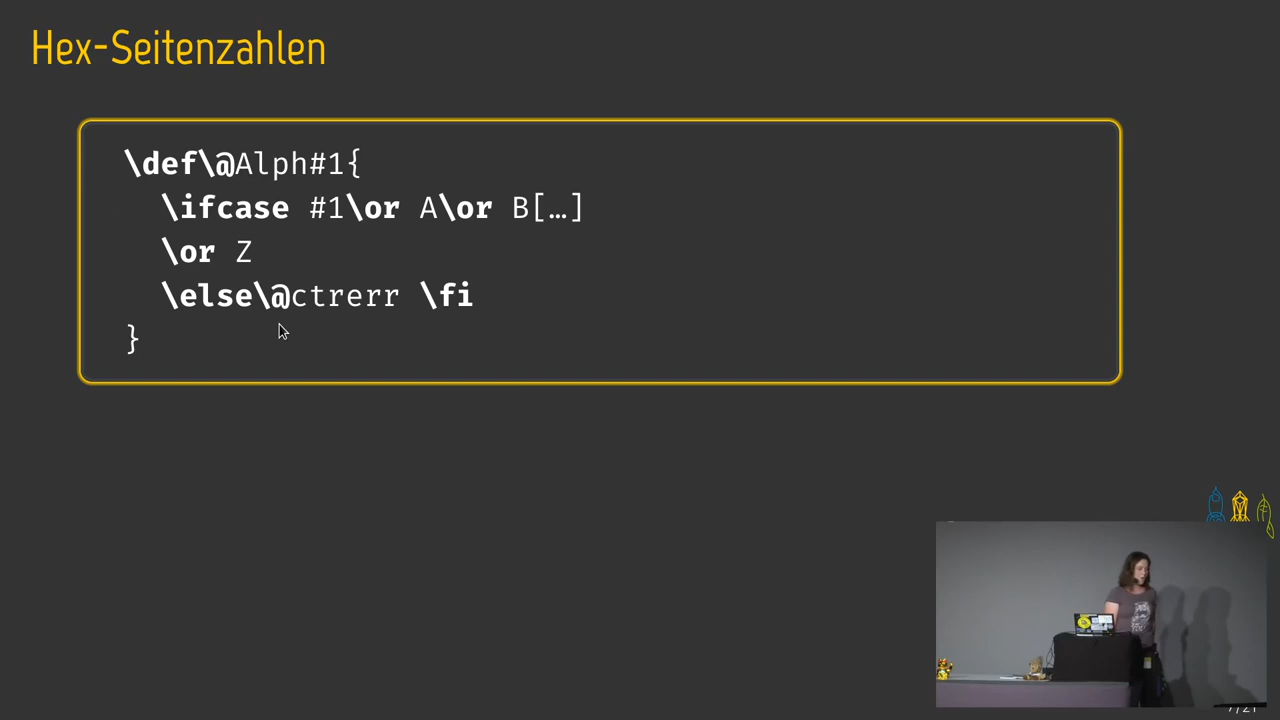 Hex-Seitenzahlen
\def\@Alph#1{
\ifcase #1\or A\or B[…]
\or Z
\else\@ctrerr \fi
}